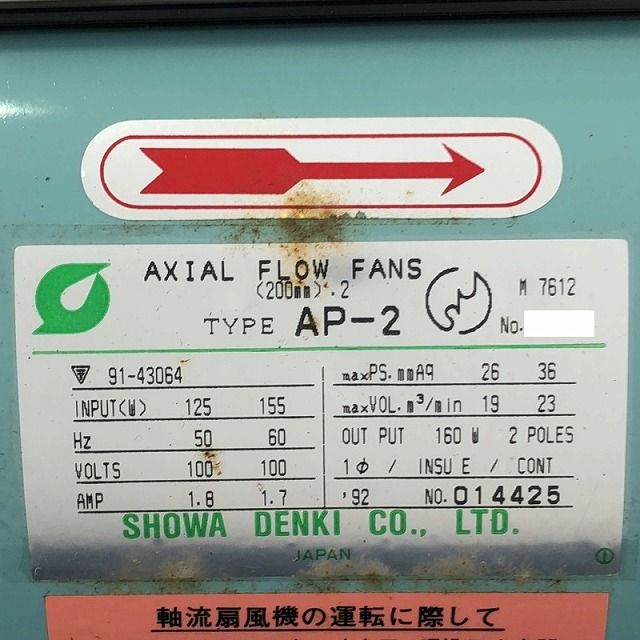 AXIAL FLOW FANS
(200mm).2
M 7612
TYPE AP-2
No.
91-43064
INPUT(W) 125 155
Hz 50 60
VOLTS 100 100
AMP 1.8 1.7
maxPS.mmAq 26 36
maxVOL.m³/min 19 23
OUT PUT 160 W 2 POLES
1ϕ / INSU E / CONT
'92 NO. 014425
SHOWA DENKI CO., LTD.
JAPAN
軸流扇風機の運転に際して